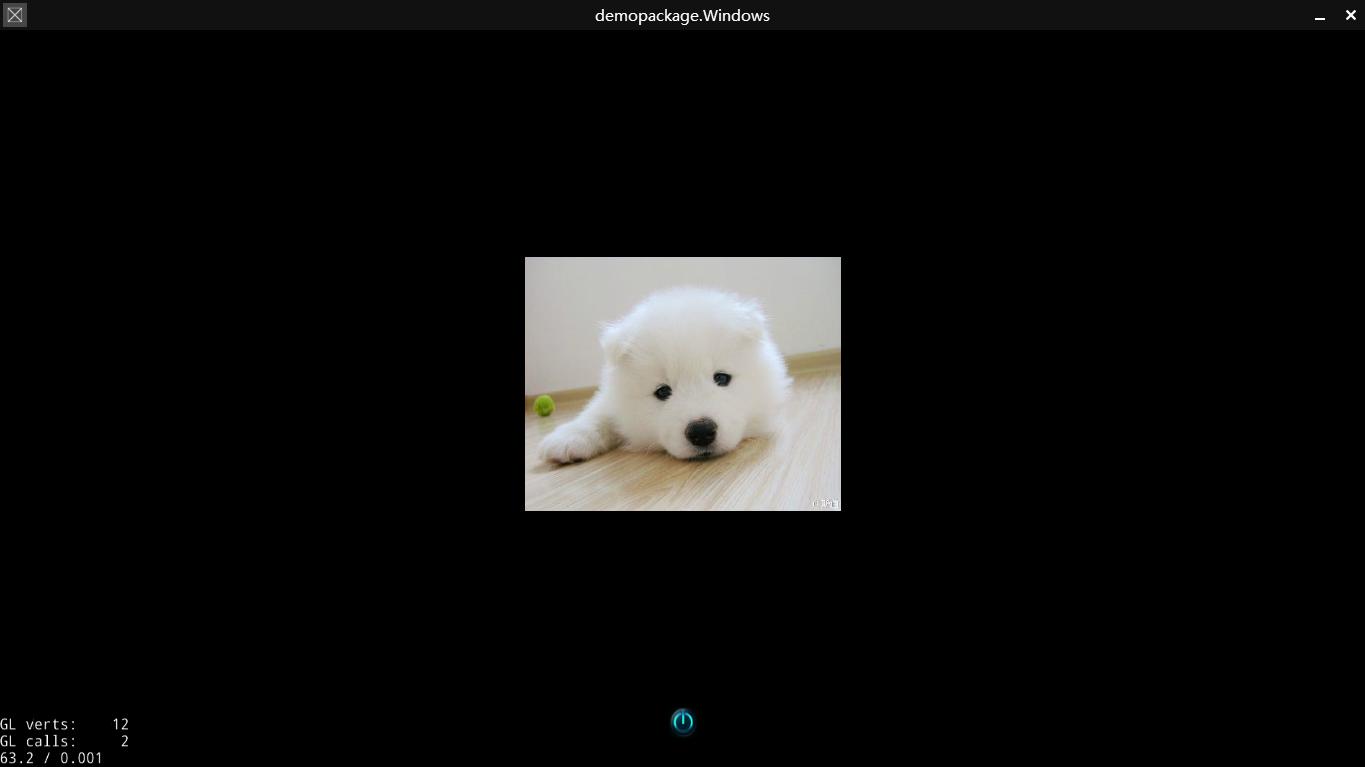 demopackage.Windows
GL verts: 12
GL calls: 2
63.2 / 0.001